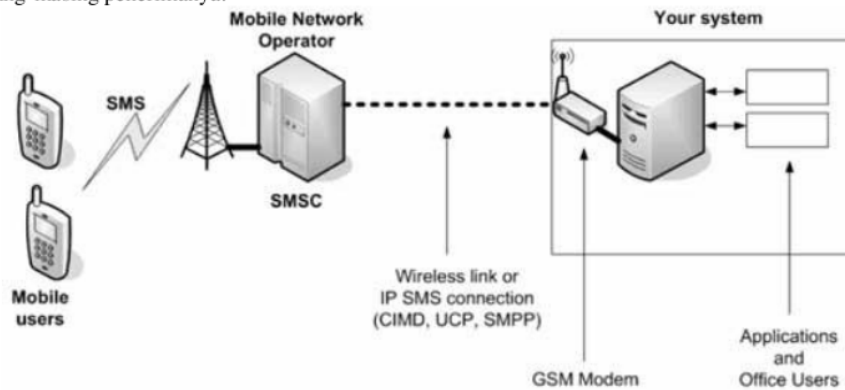 Mobile Network
Operator
Your system
SMS
SMSC
Mobile
users
Wireless link or
IP SMS connection
(CIMD, UCP, SMPP)
GSM Modem
Applications
and
Office Users